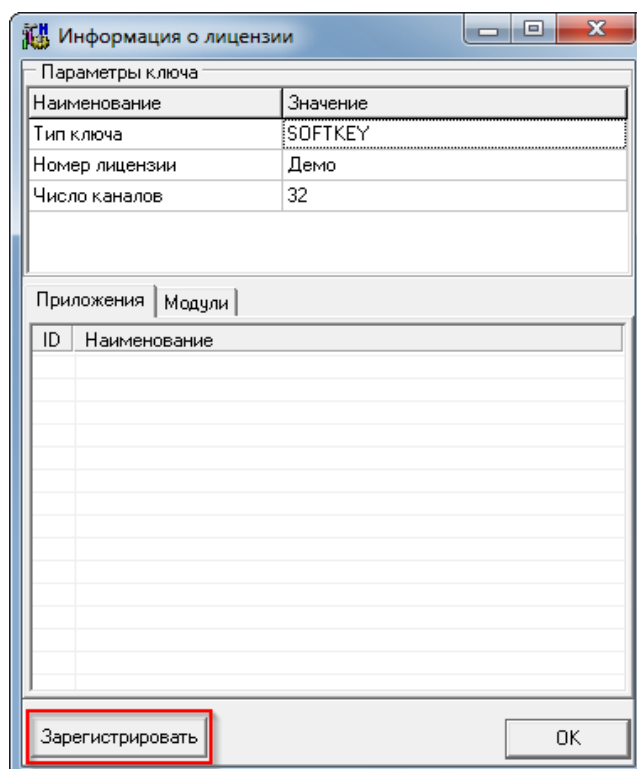 Информация о лицензии
Параметры ключа
Наименование Значение
Тип ключа SOFTKEY
Номер лицензии Демо
Число каналов 32
Приложения Модули
ID Наименование
Зарегистрировать OK